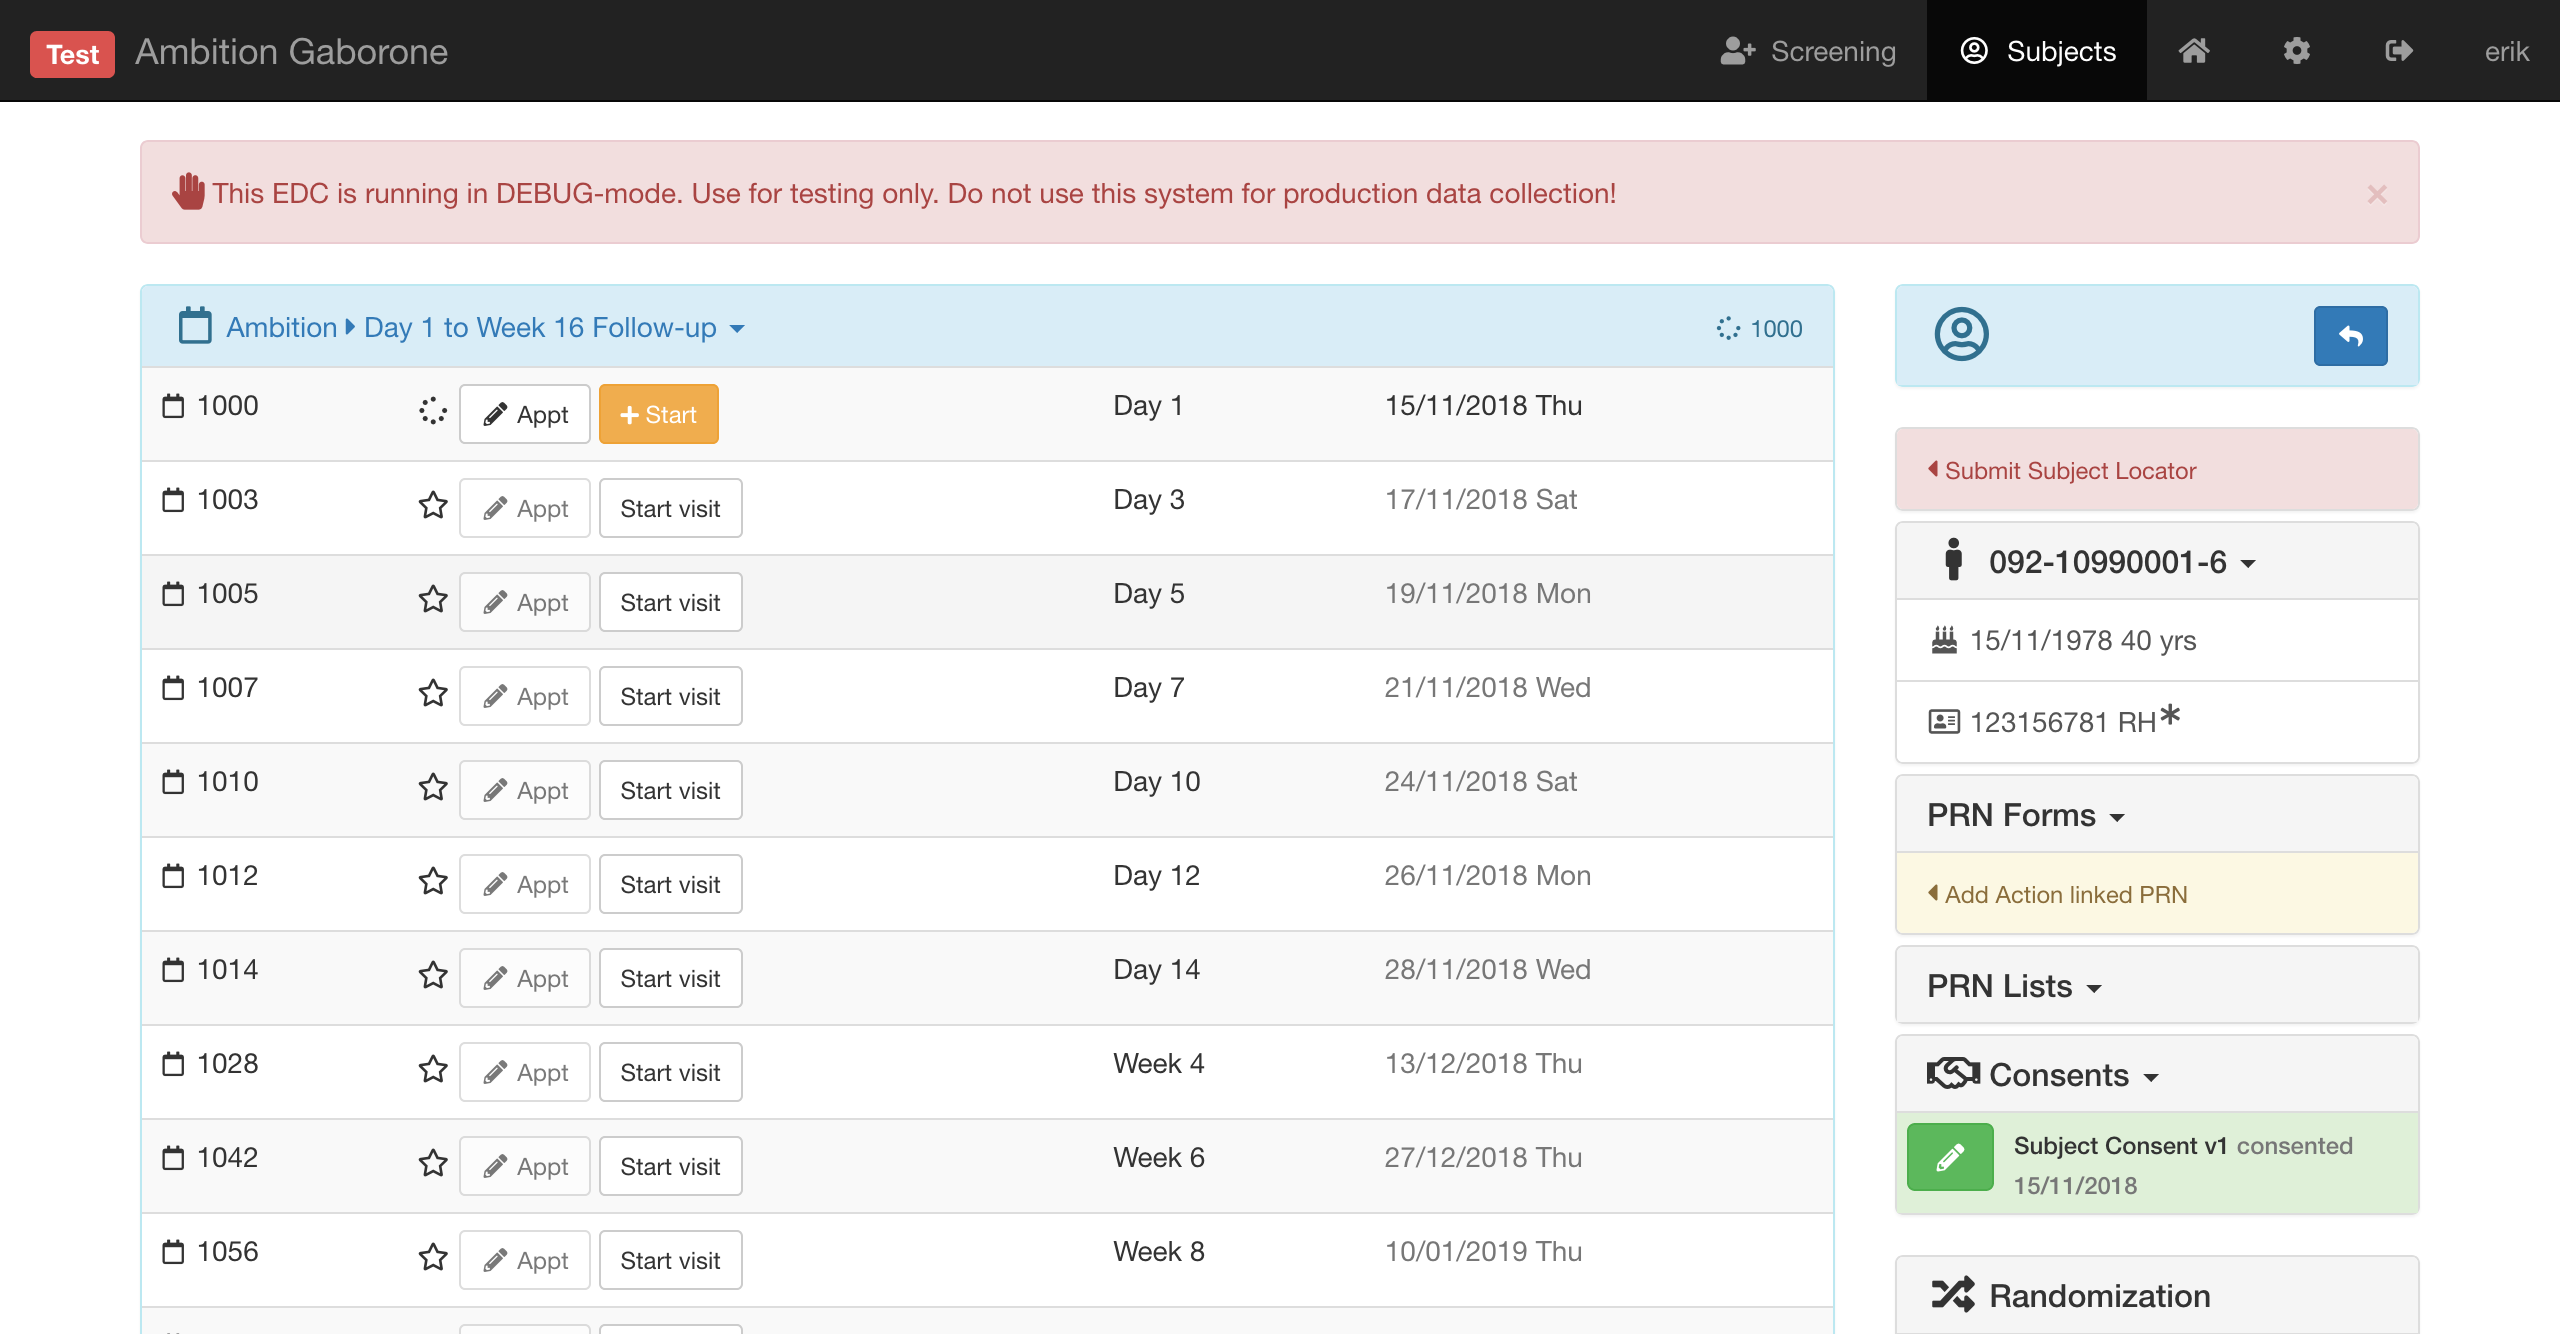 Test Ambition Gaborone Screening Subjects erik
This EDC is running in DEBUG-mode. Use for testing only. Do not use this system for production data collection! ×
Ambition Day 1 to Week 16 Follow-up 1000
1000 Appt Start Day 1 15/11/2018 Thu
1003 Appt Start visit Day 3 17/11/2018 Sat
1005 Appt Start visit Day 5 19/11/2018 Mon
1007 Appt Start visit Day 7 21/11/2018 Wed
1010 Appt Start visit Day 10 24/11/2018 Sat
1012 Appt Start visit Day 12 26/11/2018 Mon
1014 Appt Start visit Day 14 28/11/2018 Wed
1028 Appt Start visit Week 4 13/12/2018 Thu
1042 Appt Start visit Week 6 27/12/2018 Thu
1056 Appt Start visit Week 8 10/01/2019 Thu
Submit Subject Locator
092-10990001-6
15/11/1978 40 yrs
123156781 RH*
PRN Forms
Add Action linked PRN
PRN Lists
Consents
Subject Consent v1 consented
15/11/2018
Randomization